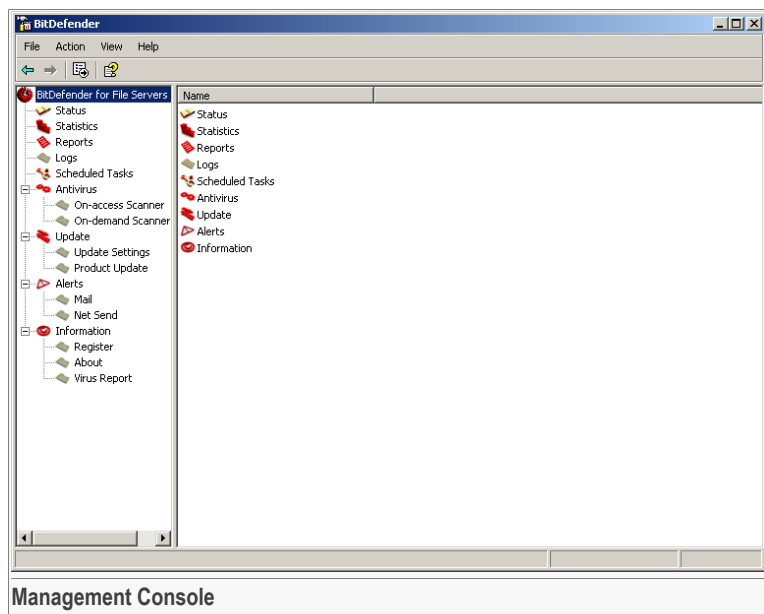 BitDefender
File Action View Help
BitDefender for File Servers
Status
Statistics
Reports
Logs
Scheduled Tasks
Antivirus
On-access Scanner
On-demand Scanner
Update
Update Settings
Product Update
Alerts
Mail
Net Send
Information
Register
About
Virus Report
Name
Status
Statistics
Reports
Logs
Scheduled Tasks
Antivirus
Update
Alerts
Information
Management Console